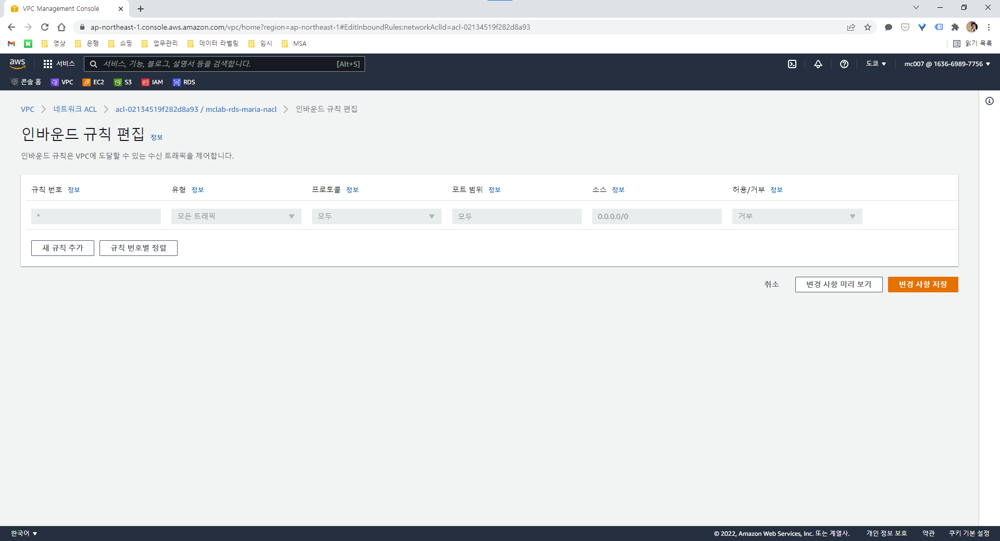 VPC Management Console
ap-northeast-1.console.aws.amazon.com/vpc/home?region=ap-northeast-1#EditInboundRules:networkAclId=acl-02134519f282d8a93
영상 은행 쇼핑 업무관리 데이터 라벨링 임시 MSA 읽기 목록
aws 서비스 서비스, 기능, 블로그, 설명서 등을 검색합니다. [Alt+S] 도쿄 mc007 @ 1636-6989-7756
콘솔 홈 VPC EC2 S3 IAM RDS
VPC 네트워크 ACL acl-02134519f282d8a93 / mclab-rds-maria-nacl 인바운드 규칙 편집
인바운드 규칙 편집 정보
인바운드 규칙은 VPC에 도달할 수 있는 수신 트래픽을 제어합니다.
규칙 번호 정보 유형 정보 프로토콜 정보 포트 범위 정보 소스 정보 허용/거부 정보
* 모든 트래픽 모두 모두 0.0.0.0/0 거부
새 규칙 추가 규칙 번호별 정렬
취소 변경 사항 미리 보기 변경 사항 저장
한국어 © 2022, Amazon Web Services, Inc. 또는 계열사. 개인 정보 보호 약관 쿠키 기본 설정